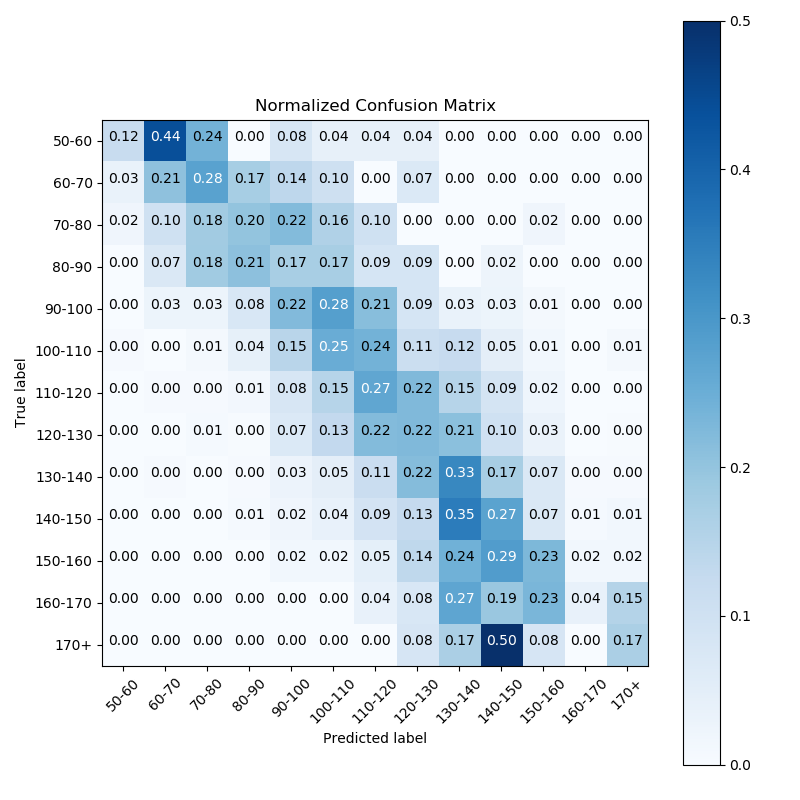 Normalized Confusion Matrix
True label
50-60 0.12 0.44 0.24 0.00 0.08 0.04 0.04 0.04 0.00 0.00 0.00 0.00 0.00
60-70 0.03 0.21 0.28 0.17 0.14 0.10 0.00 0.07 0.00 0.00 0.00 0.00 0.00
70-80 0.02 0.10 0.18 0.20 0.22 0.16 0.10 0.00 0.00 0.00 0.02 0.00 0.00
80-90 0.00 0.07 0.18 0.21 0.17 0.17 0.09 0.09 0.00 0.02 0.00 0.00 0.00
90-100 0.00 0.03 0.03 0.08 0.22 0.28 0.21 0.09 0.03 0.03 0.01 0.00 0.00
100-110 0.00 0.00 0.01 0.04 0.15 0.25 0.24 0.11 0.12 0.05 0.01 0.00 0.01
110-120 0.00 0.00 0.00 0.01 0.08 0.15 0.27 0.22 0.15 0.09 0.02 0.00 0.00
120-130 0.00 0.00 0.01 0.00 0.07 0.13 0.22 0.22 0.21 0.10 0.03 0.00 0.00
130-140 0.00 0.00 0.00 0.00 0.03 0.05 0.11 0.22 0.33 0.17 0.07 0.00 0.00
140-150 0.00 0.00 0.00 0.01 0.02 0.04 0.09 0.13 0.35 0.27 0.07 0.01 0.01
150-160 0.00 0.00 0.00 0.00 0.02 0.02 0.05 0.14 0.24 0.29 0.23 0.02 0.02
160-170 0.00 0.00 0.00 0.00 0.00 0.00 0.04 0.08 0.27 0.19 0.23 0.04 0.15
170+ 0.00 0.00 0.00 0.00 0.00 0.00 0.00 0.08 0.17 0.50 0.08 0.00 0.17
50-60 60-70 70-80 80-90 90-100 100-110 110-120 120-130 130-140 140-150 150-160 160-170 170+
Predicted label
0.5
0.4
0.3
0.2
0.1
0.0